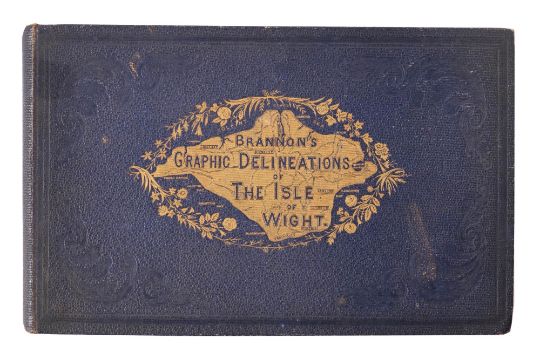 BRANNON'S
GRAPHIC DELINEATIONS
OF
THE ISLE
OF
WIGHT.